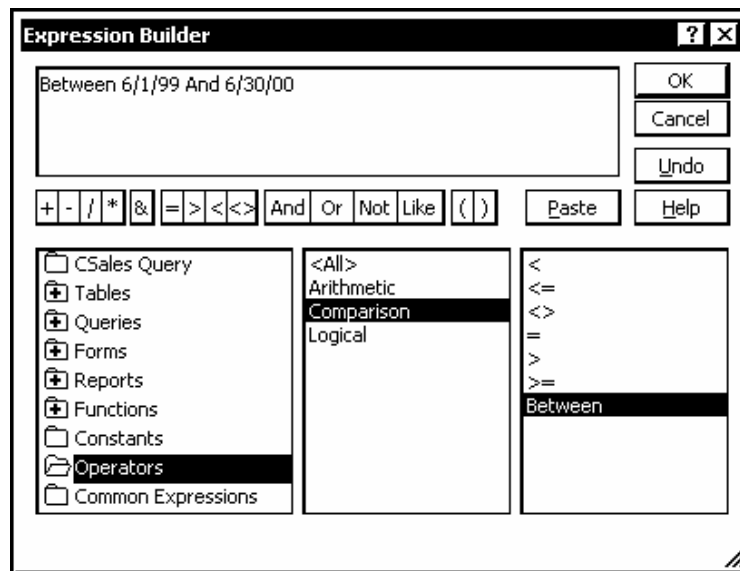 Expression Builder ? ×
Between 6/1/99 And 6/30/00
OK
Cancel
Undo
+ - / * & = > < <> And Or Not Like ( ) Paste Help
CSales Query
Tables
Queries
Forms
Reports
Functions
Constants
Operators
Common Expressions
<All>
Arithmetic
Comparison
Logical
<
<=
<>
=
>
>=
Between